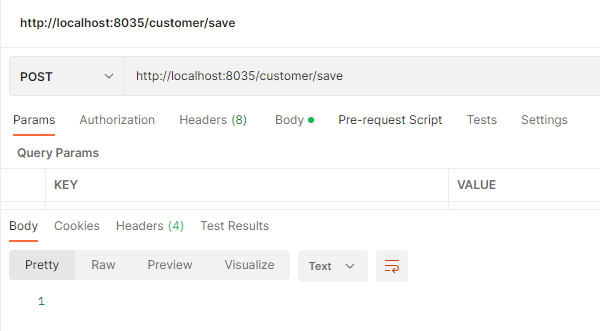 http://localhost:8035/customer/save
POST http://localhost:8035/customer/save
Params Authorization Headers (8) Body Pre-request Script Tests Settings
Query Params
KEY VALUE
Body Cookies Headers (4) Test Results
Pretty Raw Preview Visualize Text
1